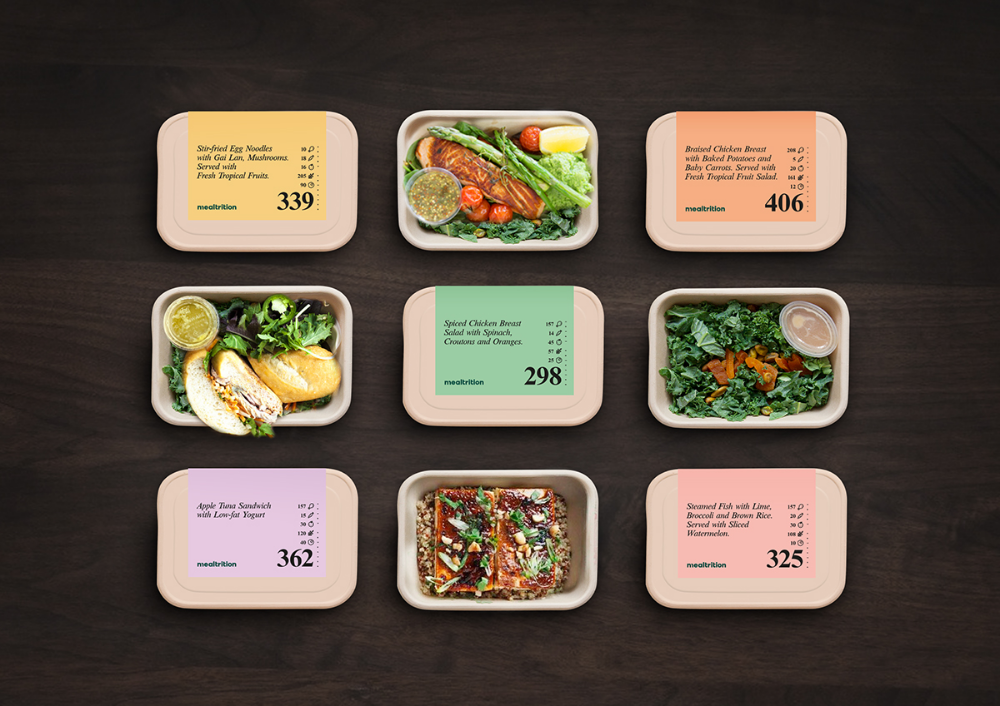 Stir-fried Egg Noodles
with Gai Lan, Mushrooms.
Served with
Fresh Tropical Fruits.
10
18
16
205
90
mealtrition
339
Braised Chicken Breast
with Baked Potatoes and
Baby Carrots. Served with
Fresh Tropical Fruit Salad.
208
5
20
161
12
mealtrition
406
Spiced Chicken Breast
Salad with Spinach,
Croutons and Oranges.
157
14
45
57
25
mealtrition
298
Apple Tuna Sandwich
with Low-fat Yogurt
157
15
30
120
40
mealtrition
362
Steamed Fish with Lime,
Broccoli and Brown Rice.
Served with Sliced
Watermelon.
157
20
30
108
10
mealtrition
325